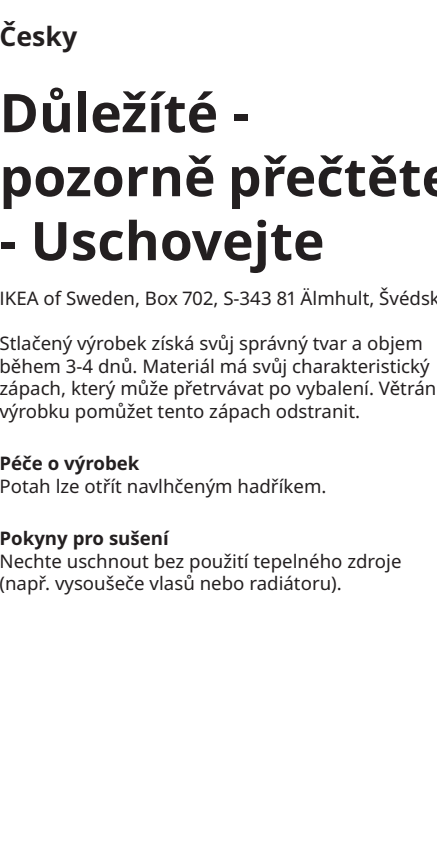 Česky
Důležíté -
pozorně přečtěte
- Uschovejte
IKEA of Sweden, Box 702, S-343 81 Älmhult, Švédsk
Stlačený výrobek získá svůj správný tvar a objem
během 3-4 dnů. Materiál má svůj charakteristický
zápach, který může přetrvávat po vybalení. Větrán
výrobku pomůžet tento zápach odstranit.
Péče o výrobek
Potah lze otřít navlhčeným hadříkem.
Pokyny pro sušení
Nechte uschnout bez použití tepelného zdroje
(např. vysoušeče vlasů nebo radiátoru).